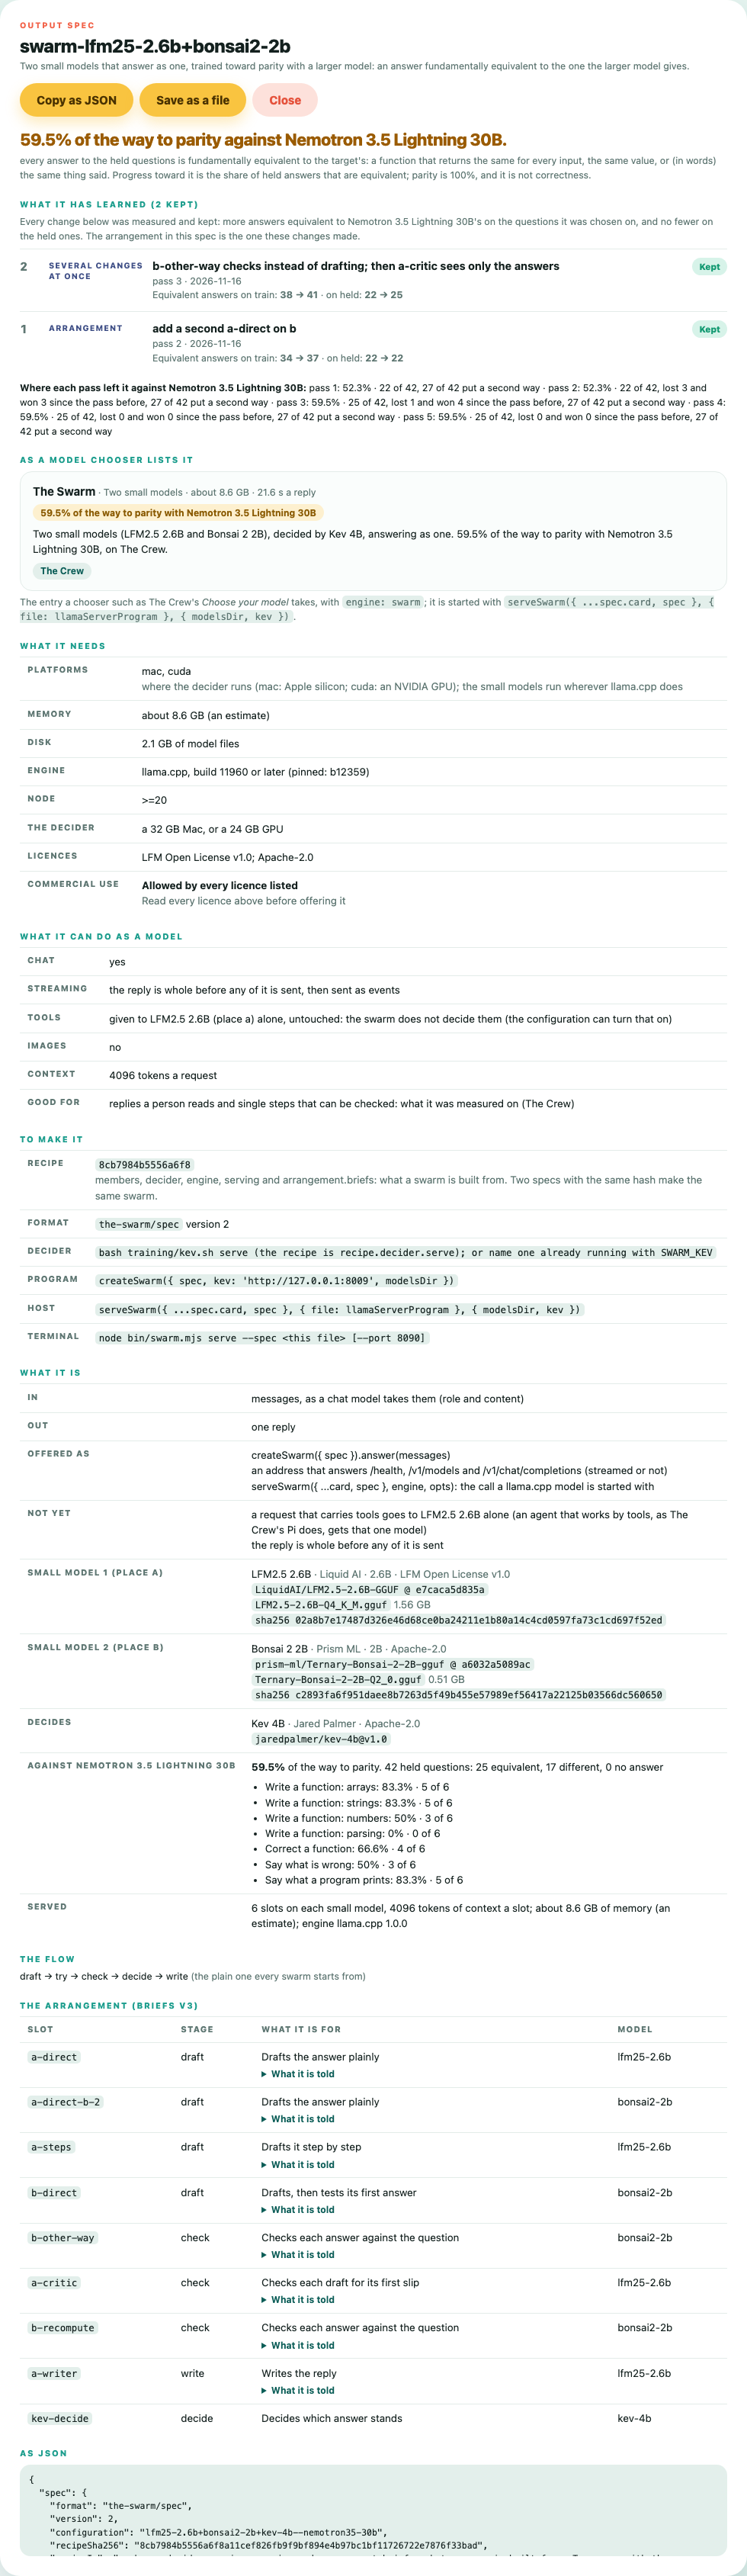 OUTPUT SPEC
swarm-lfm25-2.6b+bonsai2-2b
Two small models that answer as one, trained toward parity with a larger model: an answer fundamentally equivalent to the one the larger model gives.
Copy as JSON
Save as a file
Close
59.5% of the way to parity against Nemotron 3.5 Lightning 30B.
every answer to the held questions is fundamentally equivalent to the target's: a function that returns the same for every input, the same value, or (in words)
the same thing said. Progress toward it is the share of held answers that are equivalent; parity is 100%, and it is not correctness.
WHAT IT HAS LEARNED (2 KEPT)
Every change below was measured and kept: more answers equivalent to Nemotron 3.5 Lightning 30B's on the questions it was chosen on, and no fewer on
the held ones. The arrangement in this spec is the one these changes made.
2 SEVERAL CHANGES AT ONCE b-other-way checks instead of drafting; then a-critic sees only the answers Kept
pass 3 · 2026-11-16
Equivalent answers on train: 38 → 41 · on held: 22 → 25
1 ARRANGEMENT add a second a-direct on b Kept
pass 2 · 2026-11-16
Equivalent answers on train: 34 → 37 · on held: 22 → 22
Where each pass left it against Nemotron 3.5 Lightning 30B: pass 1: 52.3% · 22 of 42, 27 of 42 put a second way · pass 2: 52.3% · 22 of 42, lost 3 and
won 3 since the pass before, 27 of 42 put a second way · pass 3: 59.5% · 25 of 42, lost 1 and won 4 since the pass before, 27 of 42 put a second way · pass 4:
59.5% · 25 of 42, lost 0 and won 0 since the pass before, 27 of 42 put a second way · pass 5: 59.5% · 25 of 42, lost 0 and won 0 since the pass before, 27 of
42 put a second way
AS A MODEL CHOOSER LISTS IT
The Swarm · Two small models · about 8.6 GB · 21.6 s a reply
59.5% of the way to parity with Nemotron 3.5 Lightning 30B
Two small models (LFM2.5 2.6B and Bonsai 2 2B), decided by Kev 4B, answering as one. 59.5% of the way to parity with Nemotron 3.5
Lightning 30B, on The Crew.
The Crew
The entry a chooser such as The Crew's Choose your model takes, with engine: swarm; it is started with serveSwarm({ ...spec.card, spec }, {
file: llamaServerProgram }, { modelsDir, kev }).
WHAT IT NEEDS
PLATFORMS mac, cuda
where the decider runs (mac: Apple silicon; cuda: an NVIDIA GPU); the small models run wherever llama.cpp does
MEMORY about 8.6 GB (an estimate)
DISK 2.1 GB of model files
ENGINE llama.cpp, build 11960 or later (pinned: b12359)
NODE >=20
THE DECIDER a 32 GB Mac, or a 24 GB GPU
LICENCES LFM Open License v1.0; Apache-2.0
COMMERCIAL USE Allowed by every licence listed
Read every licence above before offering it
WHAT IT CAN DO AS A MODEL
CHAT yes
STREAMING the reply is whole before any of it is sent, then sent as events
TOOLS given to LFM2.5 2.6B (place a) alone, untouched: the swarm does not decide them (the configuration can turn that on)
IMAGES no
CONTEXT 4096 tokens a request
GOOD FOR replies a person reads and single steps that can be checked: what it was measured on (The Crew)
TO MAKE IT
RECIPE 8cb7984b5556a6f8
members, decider, engine, serving and arrangement.briefs: what a swarm is built from. Two specs with the same hash make the
same swarm.
FORMAT the-swarm/spec version 2
DECIDER bash training/kev.sh serve (the recipe is recipe.decider.serve); or name one already running with SWARM_KEV
PROGRAM createSwarm({ spec, kev: 'http://127.0.0.1:8009', modelsDir })
HOST serveSwarm({ ...spec.card, spec }, { file: llamaServerProgram }, { modelsDir, kev })
TERMINAL node bin/swarm.mjs serve --spec <this file> [--port 8090]
WHAT IT IS
IN messages, as a chat model takes them (role and content)
OUT one reply
OFFERED AS createSwarm({ spec }).answer(messages)
an address that answers /health, /v1/models and /v1/chat/completions (streamed or not)
serveSwarm({ ...card, spec }, engine, opts): the call a llama.cpp model is started with
NOT YET a request that carries tools goes to LFM2.5 2.6B alone (an agent that works by tools, as The
Crew's Pi does, gets that one model)
the reply is whole before any of it is sent
SMALL MODEL 1 (PLACE A) LFM2.5 2.6B · Liquid AI · 2.6B · LFM Open License v1.0
LiquidAI/LFM2.5-2.6B-GGUF @ e7caca5d835a
LFM2.5-2.6B-Q4_K_M.gguf 1.56 GB
sha256 02a8b7e17487d326e46d68ce0ba24211e1b80a14c4cd0597fa73c1cd697f52ed
SMALL MODEL 2 (PLACE B) Bonsai 2 2B · Prism ML · 2B · Apache-2.0
prism-ml/Ternary-Bonsai-2-2B-gguf @ a6032a5089ac
Ternary-Bonsai-2-2B-Q2_0.gguf 0.51 GB
sha256 c2893fa6f951daee8b7263d5f49b455e57989ef56417a22125b03566dc560650
DECIDES Kev 4B · Jared Palmer · Apache-2.0
jaredpalmer/kev-4b@v1.0
AGAINST NEMOTRON 3.5 LIGHTNING 30B 59.5% of the way to parity. 42 held questions: 25 equivalent, 17 different, 0 no answer
• Write a function: arrays: 83.3% · 5 of 6
• Write a function: strings: 83.3% · 5 of 6
• Write a function: numbers: 50% · 3 of 6
• Write a function: parsing: 0% · 0 of 6
• Correct a function: 66.6% · 4 of 6
• Say what is wrong: 50% · 3 of 6
• Say what a program prints: 83.3% · 5 of 6
SERVED 6 slots on each small model, 4096 tokens of context a slot; about 8.6 GB of memory (an
estimate); engine llama.cpp 1.0.0
THE FLOW
draft → try → check → decide → write (the plain one every swarm starts from)
THE ARRANGEMENT (BRIEFS V3)
SLOT STAGE WHAT IT IS FOR MODEL
a-direct draft Drafts the answer plainly lfm25-2.6b
▶ What it is told
a-direct-b-2 draft Drafts the answer plainly bonsai2-2b
▶ What it is told
a-steps draft Drafts it step by step lfm25-2.6b
▶ What it is told
b-direct draft Drafts, then tests its first answer bonsai2-2b
▶ What it is told
b-other-way check Checks each answer against the question bonsai2-2b
▶ What it is told
a-critic check Checks each draft for its first slip lfm25-2.6b
▶ What it is told
b-recompute check Checks each answer against the question bonsai2-2b
▶ What it is told
a-writer write Writes the reply lfm25-2.6b
▶ What it is told
kev-decide decide Decides which answer stands kev-4b
AS JSON
{
"spec": {
"format": "the-swarm/spec",
"version": 2,
"configuration": "lfm25-2.6b+bonsai2-2b+kev-4b--nemotron35-30b",
"recipeSha256": "8cb7984b5556a6f8a11cef826fb9f9bf894e4b97bc1bf11726722e7876f33bad",